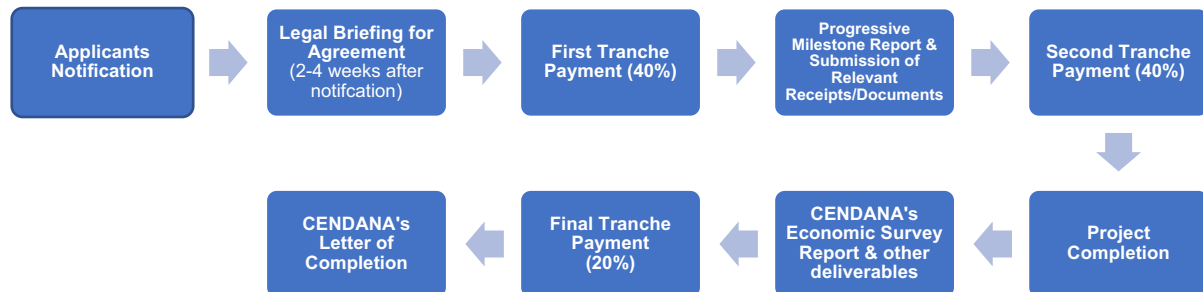 Applicants
Notification
Legal Briefing for
Agreement
(2-4 weeks after
notifcation)
First Tranche
Payment (40%)
Progressive
Milestone Report &
Submission of
Relevant
Receipts/Documents
Second Tranche
Payment (40%)
Project
Completion
CENDANA's
Economic Survey
Report & other
deliverables
Final Tranche
Payment
(20%)
CENDANA's
Letter of
Completion